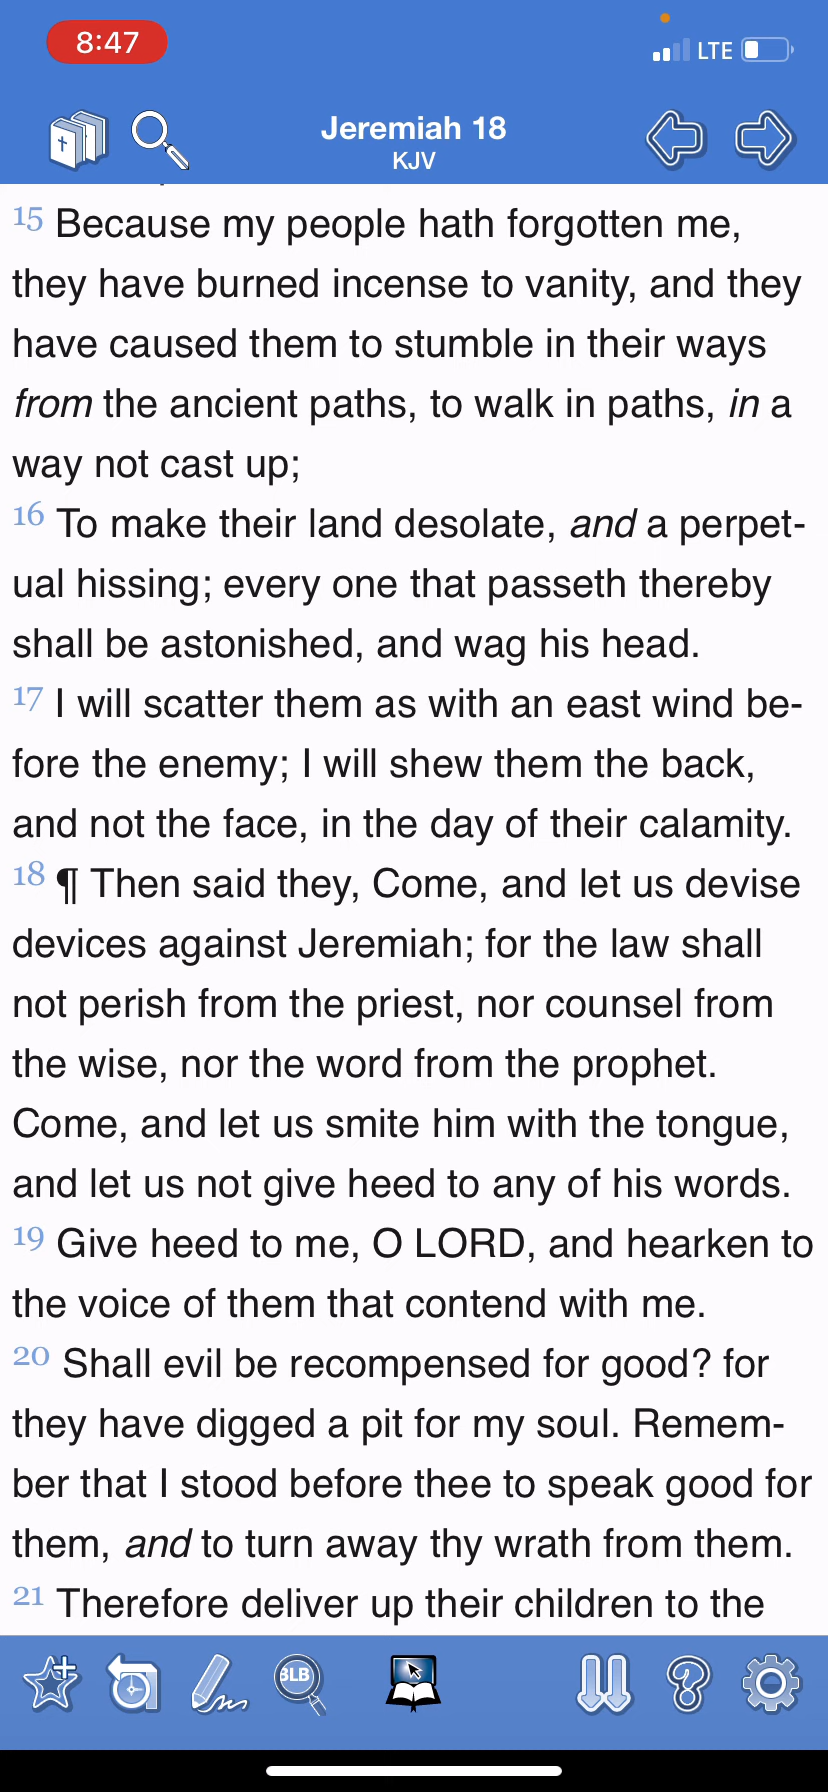 8:47
LTE
Jeremiah 18
KJV
15 Because my people hath forgotten me,
they have burned incense to vanity, and they
have caused them to stumble in their ways
from the ancient paths, to walk in paths, in a
way not cast up;
16 To make their land desolate, and a perpet-
ual hissing; every one that passeth thereby
shall be astonished, and wag his head.
17 I will scatter them as with an east wind be-
fore the enemy; I will shew them the back,
and not the face, in the day of their calamity.
18 ¶ Then said they, Come, and let us devise
devices against Jeremiah; for the law shall
not perish from the priest, nor counsel from
the wise, nor the word from the prophet.
Come, and let us smite him with the tongue,
and let us not give heed to any of his words.
19 Give heed to me, O LORD, and hearken to
the voice of them that contend with me.
20 Shall evil be recompensed for good? for
they have digged a pit for my soul. Remem-
ber that I stood before thee to speak good for
them, and to turn away thy wrath from them.
21 Therefore deliver up their children to the
BLB